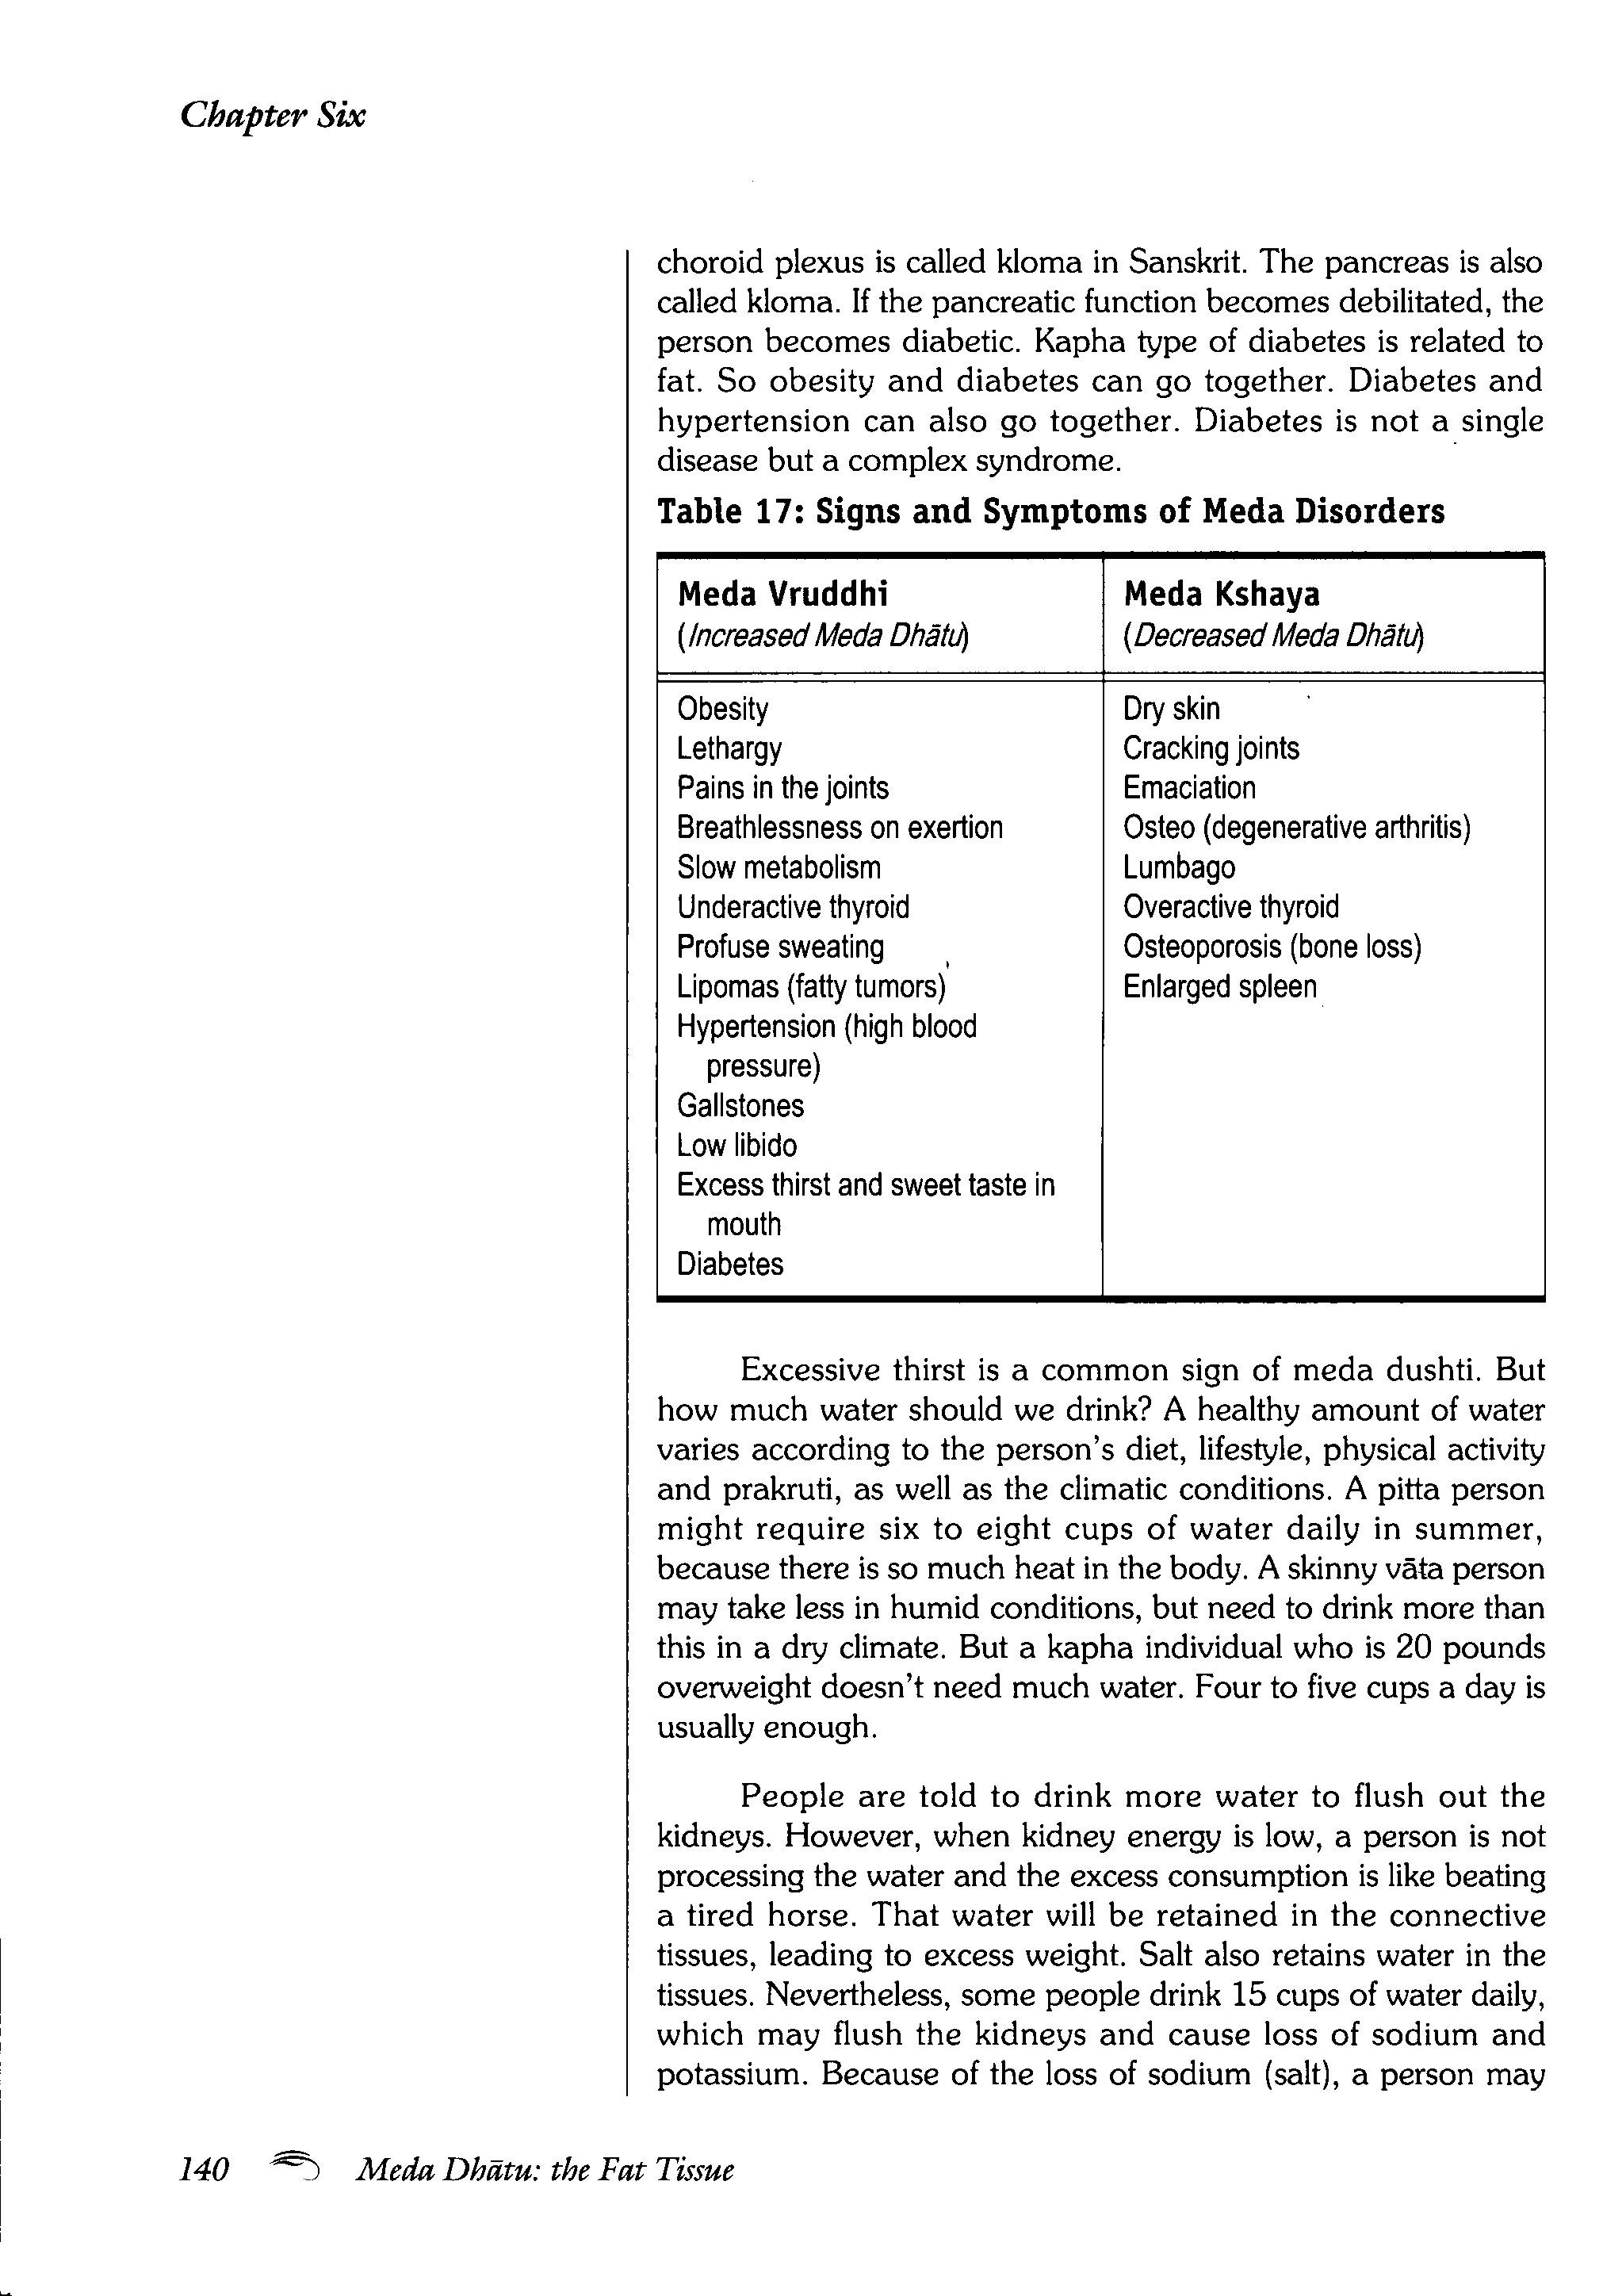 Chapter Six
choroid plexus is called kloma in Sanskrit. The pancreas is also
called kloma. If the pancreatic function becomes debilitated, the
person becomes diabetic. Kapha type of diabetes is related to
fat. So obesity and diabetes can go together. Diabetes and
hypertension can also go together. Diabetes is not a single
disease but a complex syndrome.
Table 17: Signs and Symptoms of Meda Disorders
Meda Vruddhi
(Increased Meda Dhātu)
Obesity
Lethargy
Pains in the joints
Breathlessness on exertion
Slow metabolism
Underactive thyroid
Profuse sweating
Lipomas (fatty tumors)
Hypertension (high blood
pressure)
Gallstones
Low libido
Excess thirst and sweet taste in
mouth
Diabetes
Meda Kshaya
(Decreased Meda Dhātu)
Dry skin
Cracking joints
Emaciation
Osteo (degenerative arthritis)
Lumbago
Overactive thyroid
Osteoporosis (bone loss)
Enlarged spleen
Excessive thirst is a common sign of meda dushti. But
how much water should we drink? A healthy amount of water
varies according to the person's diet, lifestyle, physical activity
and prakruti, as well as the climatic conditions. A pitta person
might require six to eight cups of water daily in summer,
because there is so much heat in the body. A skinny vāta person
may take less in humid conditions, but need to drink more than
this in a dry climate. But a kapha individual who is 20 pounds
overweight doesn't need much water. Four to five cups a day is
usually enough.
People are told to drink more water to flush out the
kidneys. However, when kidney energy is low, a person is not
processing the water and the excess consumption is like beating
a tired horse. That water will be retained in the connective
tissues, leading to excess weight. Salt also retains water in the
tissues. Nevertheless, some people drink 15 cups of water daily,
which may flush the kidneys and cause loss of sodium and
potassium. Because of the loss of sodium (salt), a person may
140 Meda Dhātu: the Fat Tissue